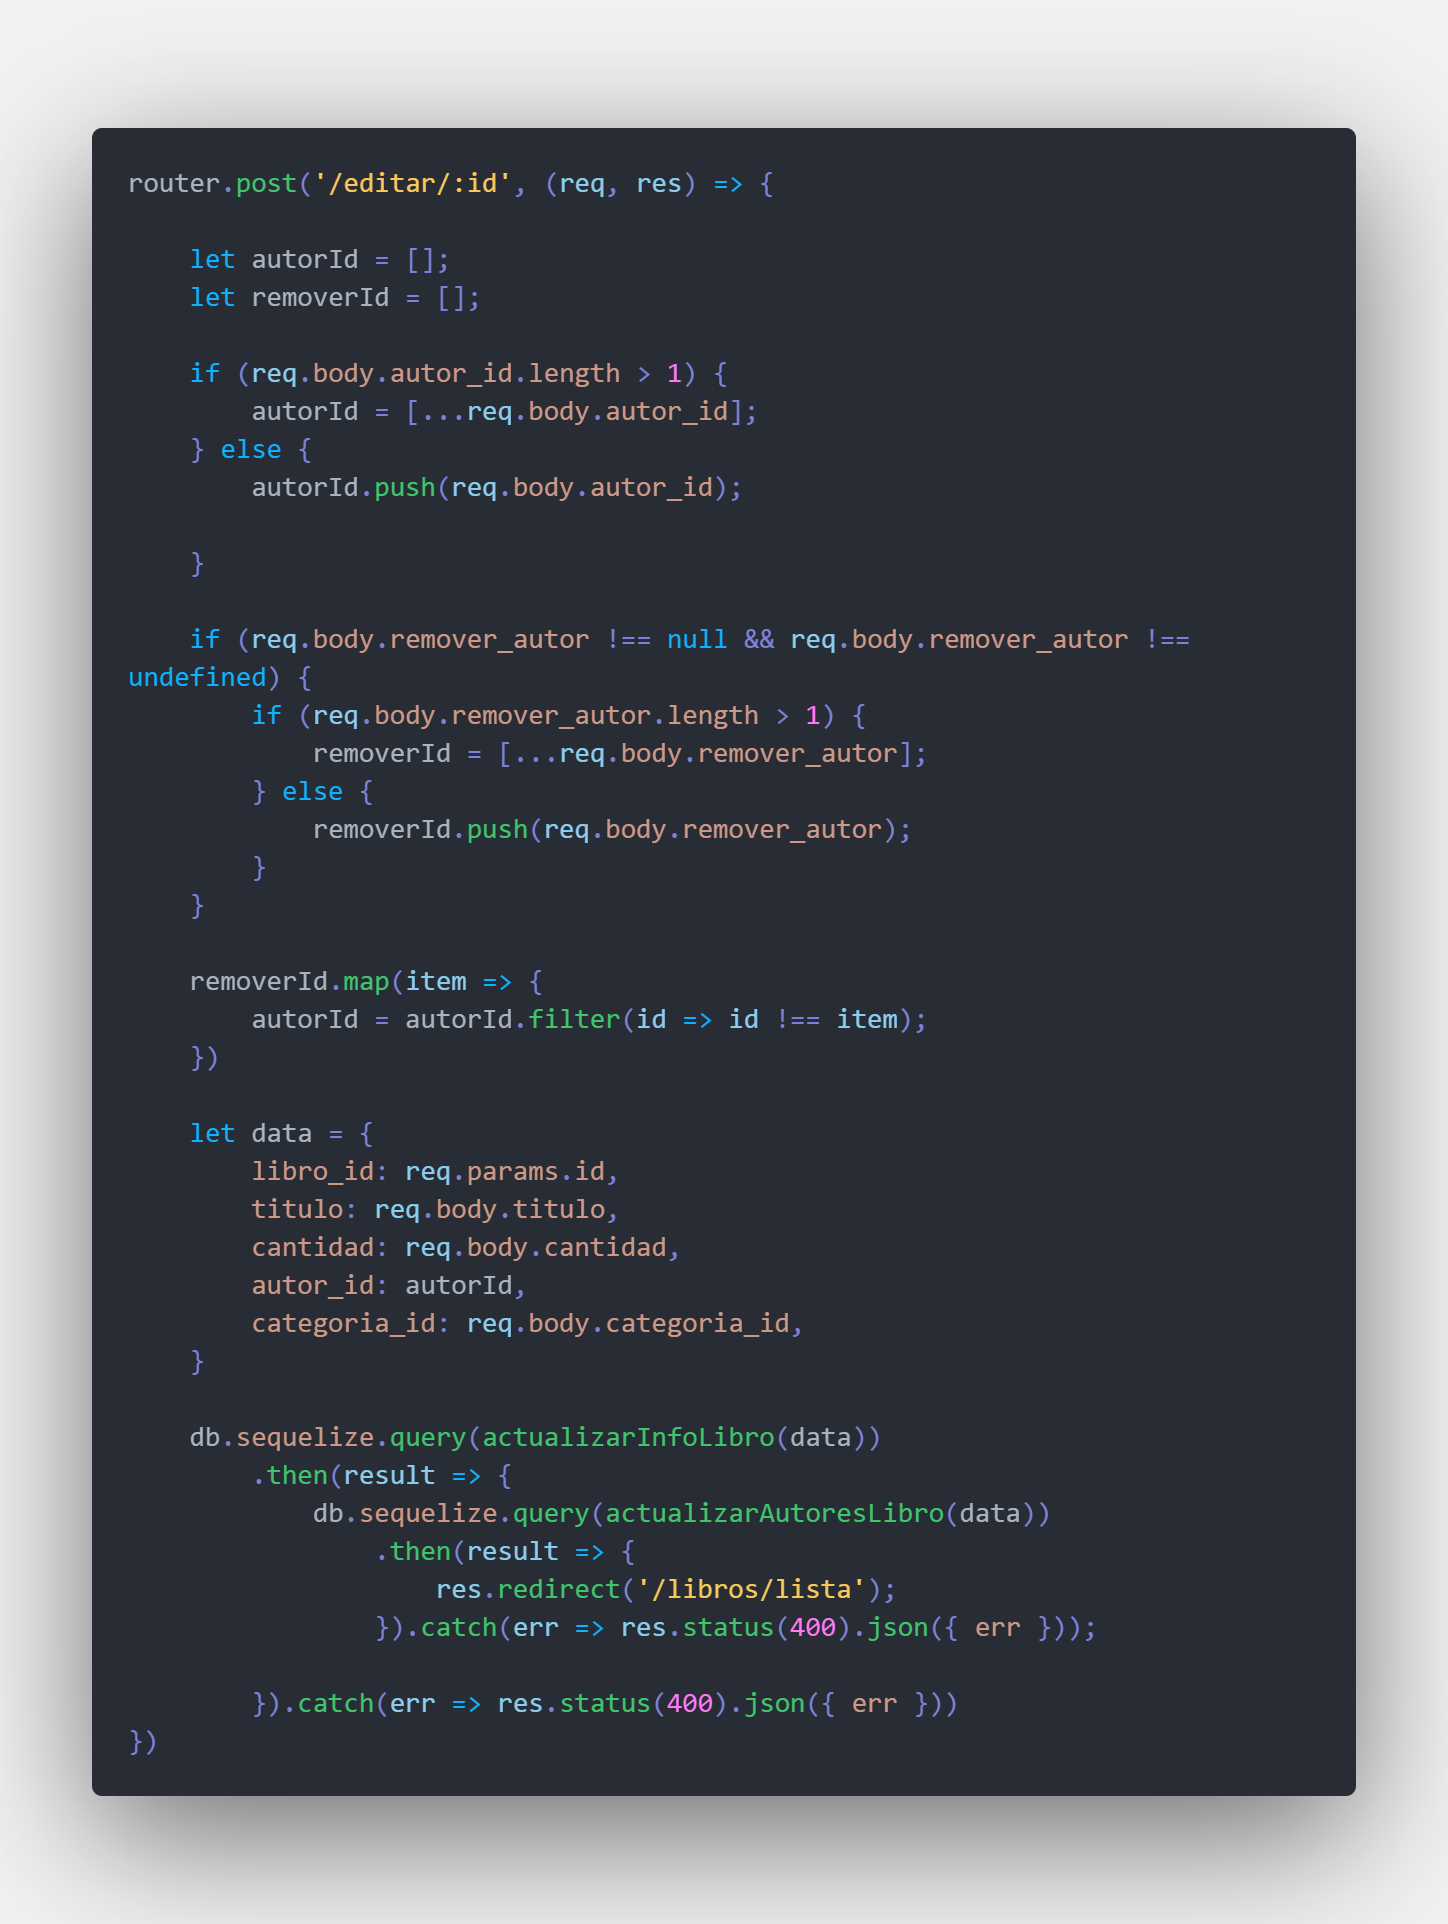 router.post('/editar/:id', (req, res) => {

    let autorId = [];
    let removerId = [];

    if (req.body.autor_id.length > 1) {
        autorId = [...req.body.autor_id];
    } else {
        autorId.push(req.body.autor_id);

    }

    if (req.body.remover_autor !== null && req.body.remover_autor !==
undefined) {
        if (req.body.remover_autor.length > 1) {
            removerId = [...req.body.remover_autor];
        } else {
            removerId.push(req.body.remover_autor);
        }
    }

    removerId.map(item => {
        autorId = autorId.filter(id => id !== item);
    })

    let data = {
        libro_id: req.params.id,
        titulo: req.body.titulo,
        cantidad: req.body.cantidad,
        autor_id: autorId,
        categoria_id: req.body.categoria_id,
    }

    db.sequelize.query(actualizarInfoLibro(data))
        .then(result => {
            db.sequelize.query(actualizarAutoresLibro(data))
                .then(result => {
                    res.redirect('/libros/lista');
                }).catch(err => res.status(400).json({ err }));

        }).catch(err => res.status(400).json({ err }))
})